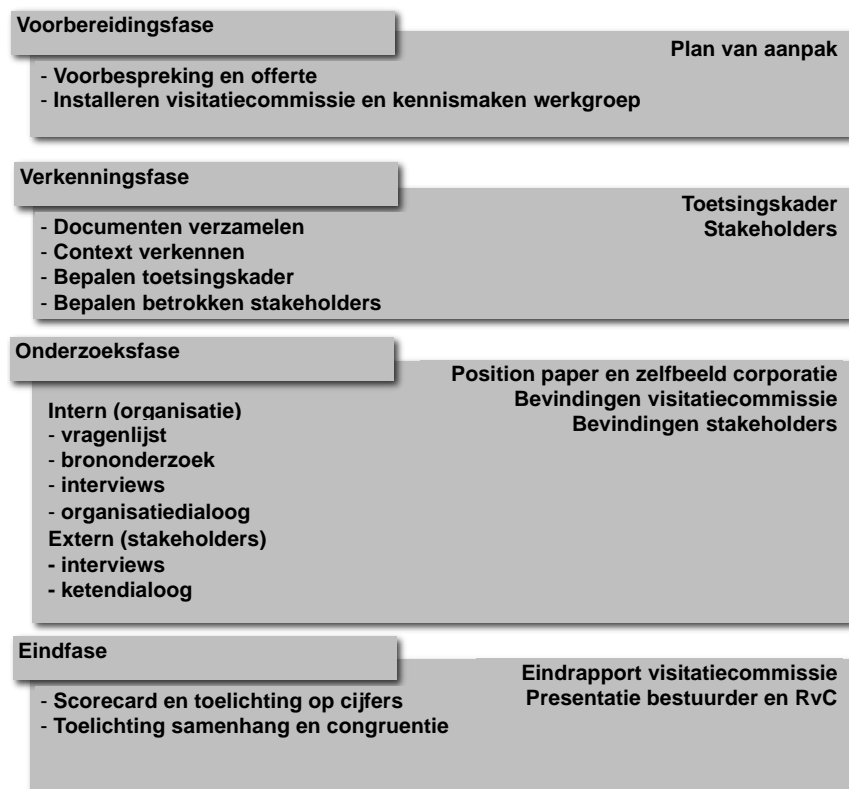 Voorbereidingsfase
Plan van aanpak
- Voorbespreking en offerte
- Installeren visitatiecommissie en kennismaken werkgroep
Verkenningsfase
Toetsingskader
Stakeholders
- Documenten verzamelen
- Context verkennen
- Bepalen toetsingskader
- Bepalen betrokken stakeholders
Onderzoeksfase
Position paper en zelfbeeld corporatie
Bevindingen visitatiecommissie
Bevindingen stakeholders
Intern (organisatie)
- vragenlijst
- brononderzoek
- interviews
- organisatiedialoog
Extern (stakeholders)
- interviews
- ketendialoog
Eindfase
Eindrapport visitatiecommissie
Presentatie bestuurder en RvC
- Scorecard en toelichting op cijfers
- Toelichting samenhang en congruentie